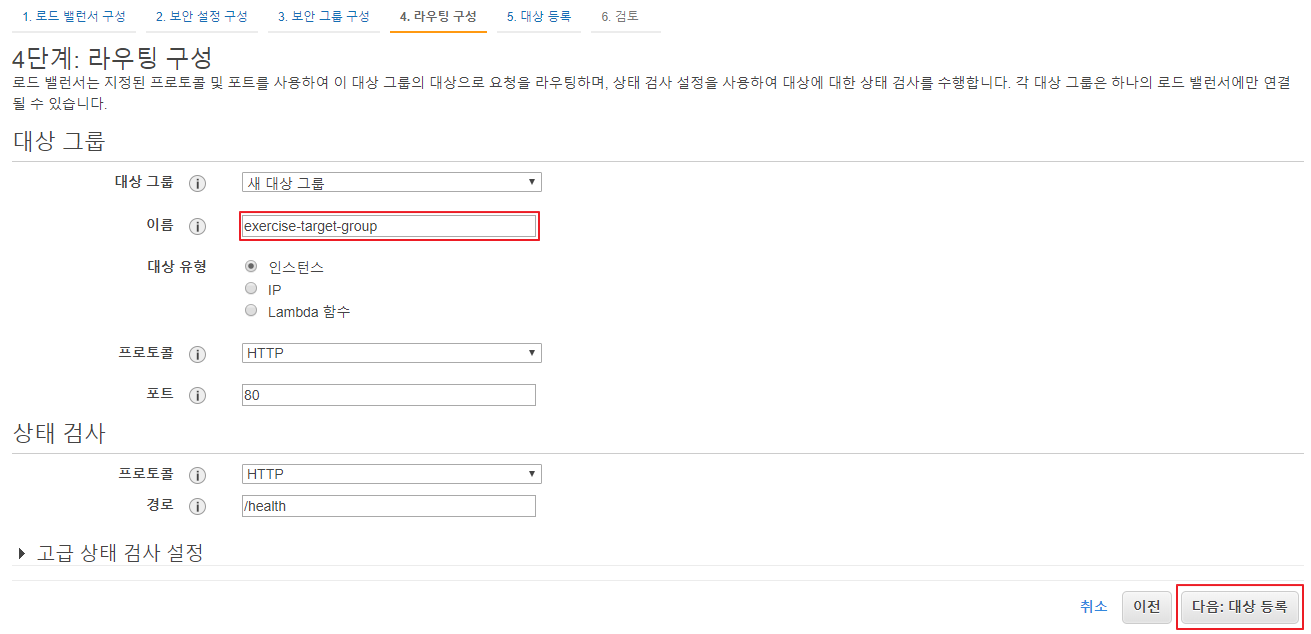 1. 로드 밸런서 구성 2. 보안 설정 구성 3. 보안 그룹 구성 4. 라우팅 구성 5. 대상 등록 6. 검토
4단계: 라우팅 구성
로드 밸런서는 지정된 프로토콜 및 포트를 사용하여 이 대상 그룹의 대상으로 요청을 라우팅하며, 상태 검사 설정을 사용하여 대상에 대한 상태 검사를 수행합니다. 각 대상 그룹은 하나의 로드 밸런서에만 연결
될 수 있습니다.
대상 그룹
대상 그룹 i 새 대상 그룹
이름 i exercise-target-group
대상 유형 인스턴스
IP
Lambda 함수
프로토콜 i HTTP
포트 i 80
상태 검사
프로토콜 i HTTP
경로 i /health
고급 상태 검사 설정
취소 이전 다음: 대상 등록